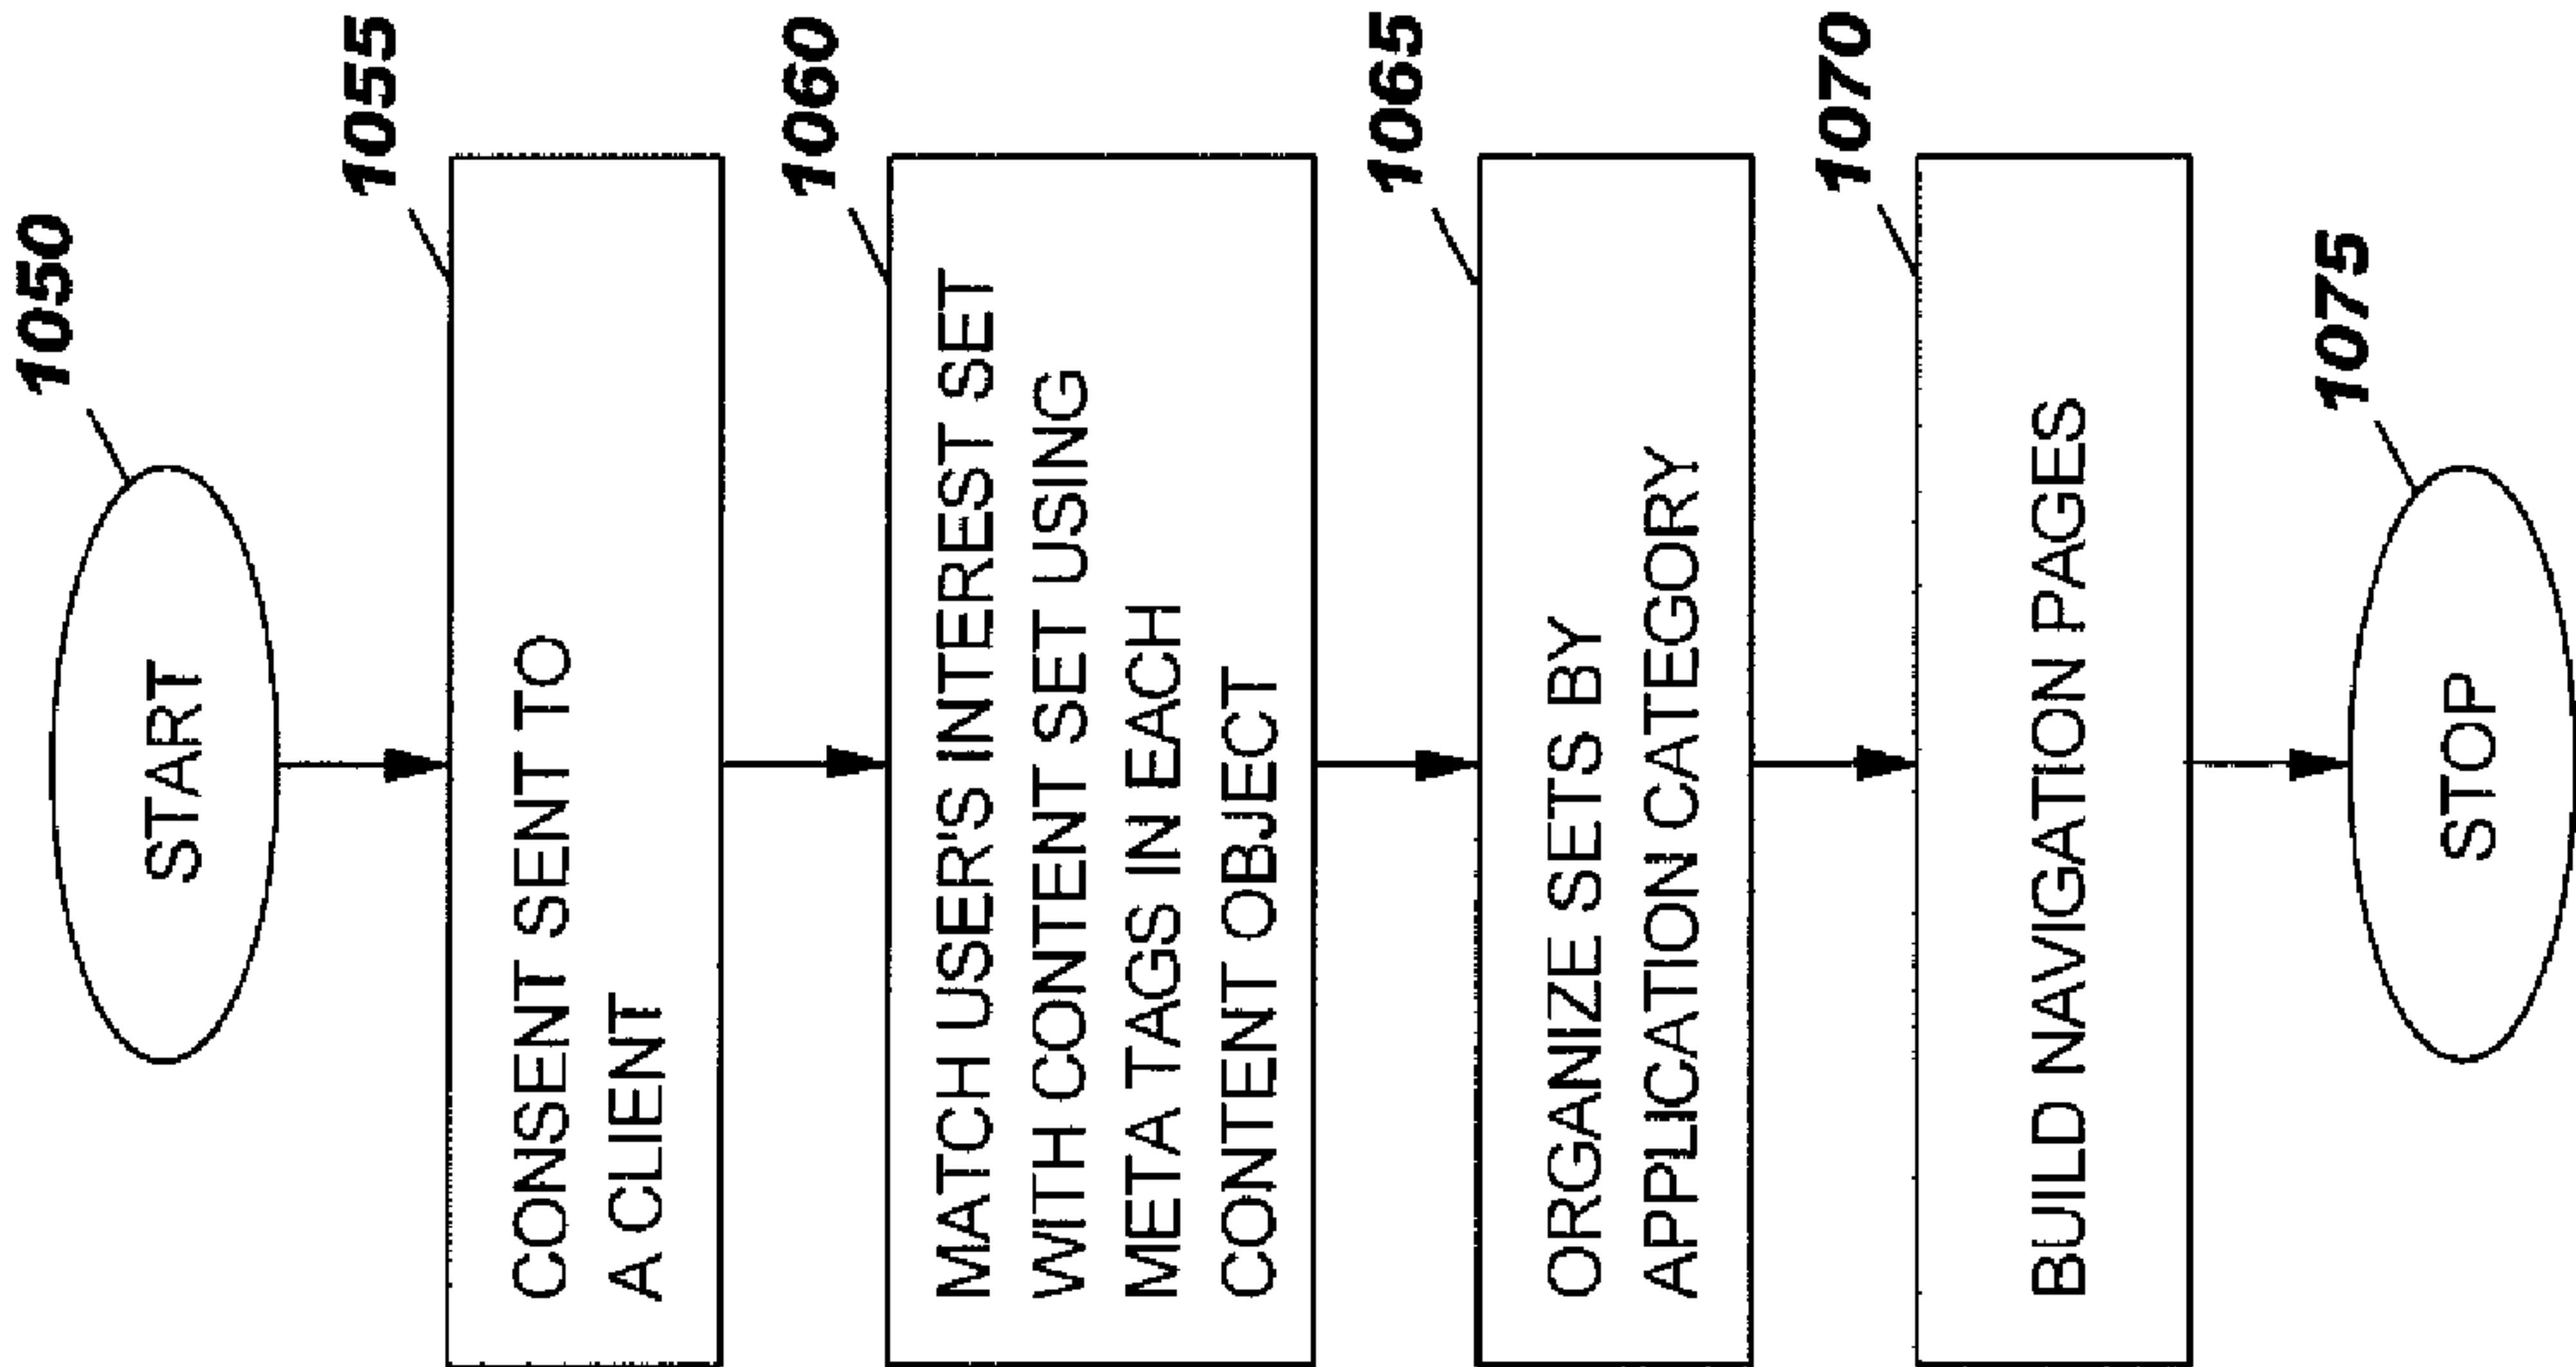 1050
START
1055
CONSENT SENT TO
A CLIENT
1060
MATCH USER'S INTEREST SET
WITH CONTENT SET USING
META TAGS IN EACH
CONTENT OBJECT
1065
ORGANIZE SETS BY
APPLICATION CATEGORY
1070
BUILD NAVIGATION PAGES
1075
STOP